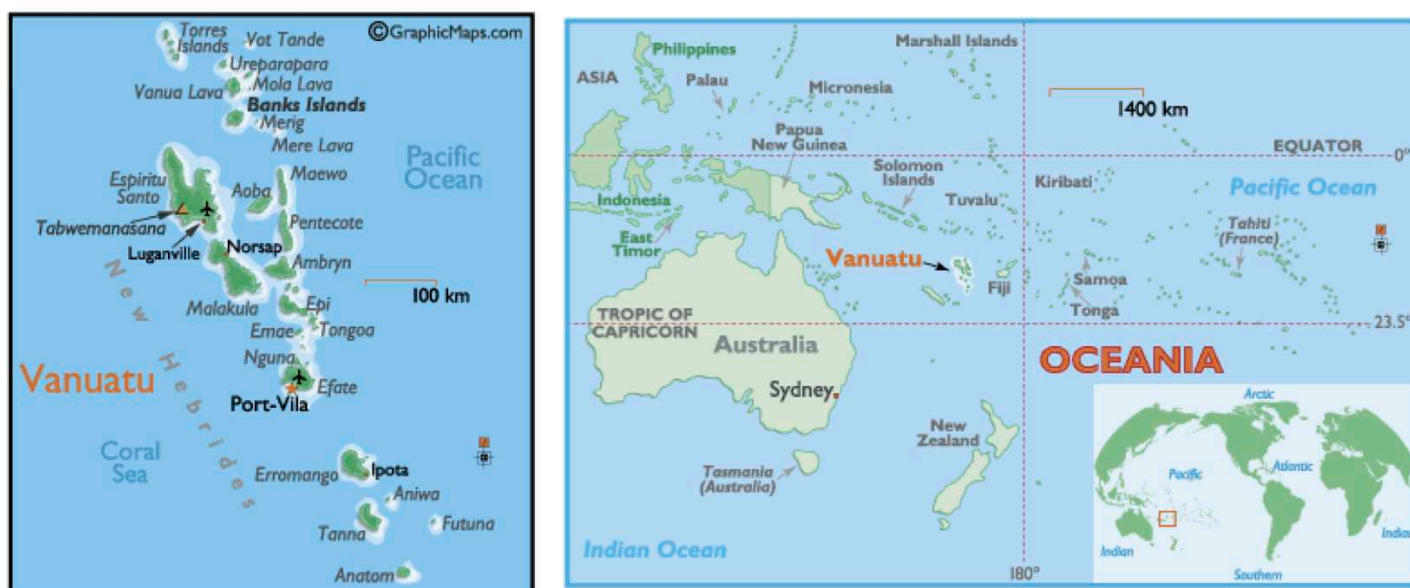 ©GraphicMaps.com
Torres
Islands
Vot Tande
Ureparapara
Mola Lava
Vanua Lava
Banks Islands
Merig
Mere Lava
Pacific
Ocean
Espiritu
Santo
Aoba
Maewo
Tabwemanasana
Pentecote
Luganville
Norsap
Ambryn
100 km
Malakula
Epi
Emae
Tongoa
Nguna
Vanuatu
Efate
Port-Vila
New Hebrides
Coral
Sea
N
Erromango
Ipota
Aniwa
Tanna
Futuna
Anatom
Philippines
Marshall Islands
ASIA
Palau
Micronesia
1400 km
Papua
New Guinea
EQUATOR
0°
Solomon
Islands
Kiribati
Pacific Ocean
Indonesia
Tuvalu
Tahiti
(France)
East
Timor
N
Vanuatu
Fiji
Samoa
Tonga
TROPIC OF
CAPRICORN
23.5°
Australia
OCEANIA
Sydney
New
Zealand
Tasmania
(Australia)
Indian Ocean
180°
Arctic
Pacific
Atlantic
Indian
Indian
Southern